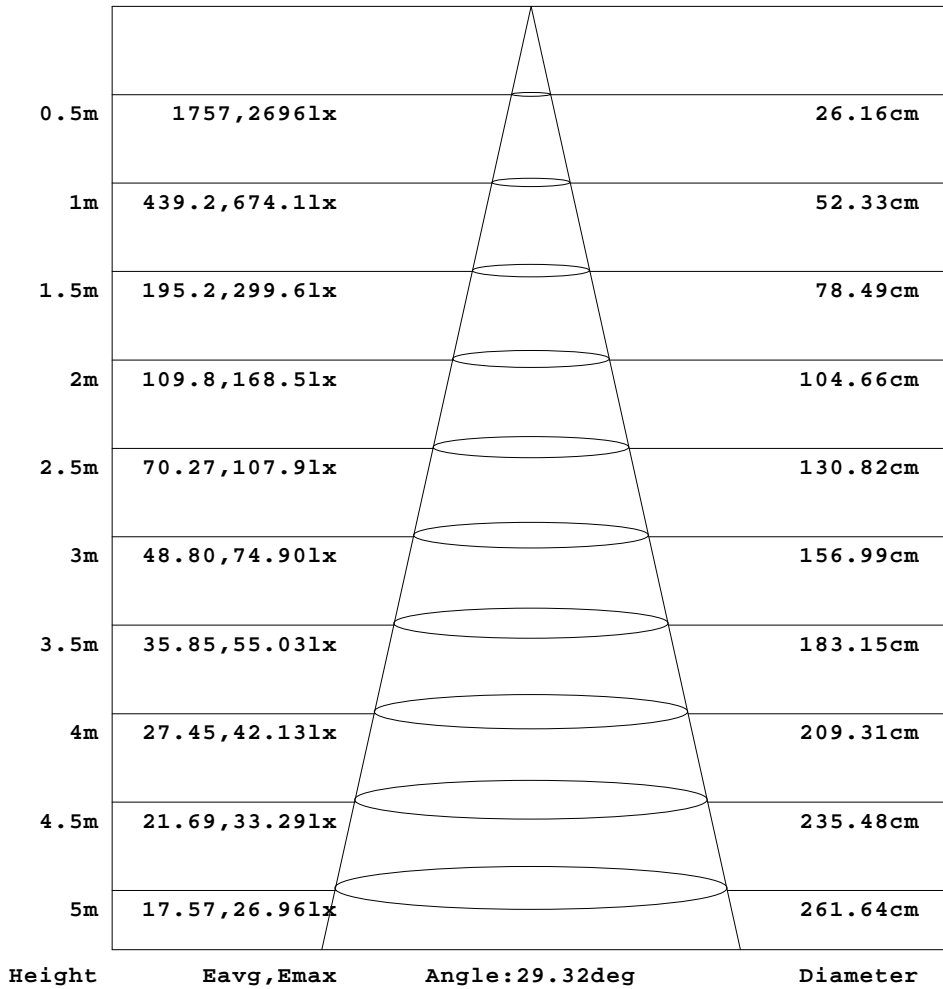 0.5m 1757,2696lx 26.16cm
1m 439.2,674.1lx 52.33cm
1.5m 195.2,299.6lx 78.49cm
2m 109.8,168.5lx 104.66cm
2.5m 70.27,107.9lx 130.82cm
3m 48.80,74.90lx 156.99cm
3.5m 35.85,55.03lx 183.15cm
4m 27.45,42.13lx 209.31cm
4.5m 21.69,33.29lx 235.48cm
5m 17.57,26.96lx 261.64cm
Height Eavg,Emax Angle:29.32deg Diameter